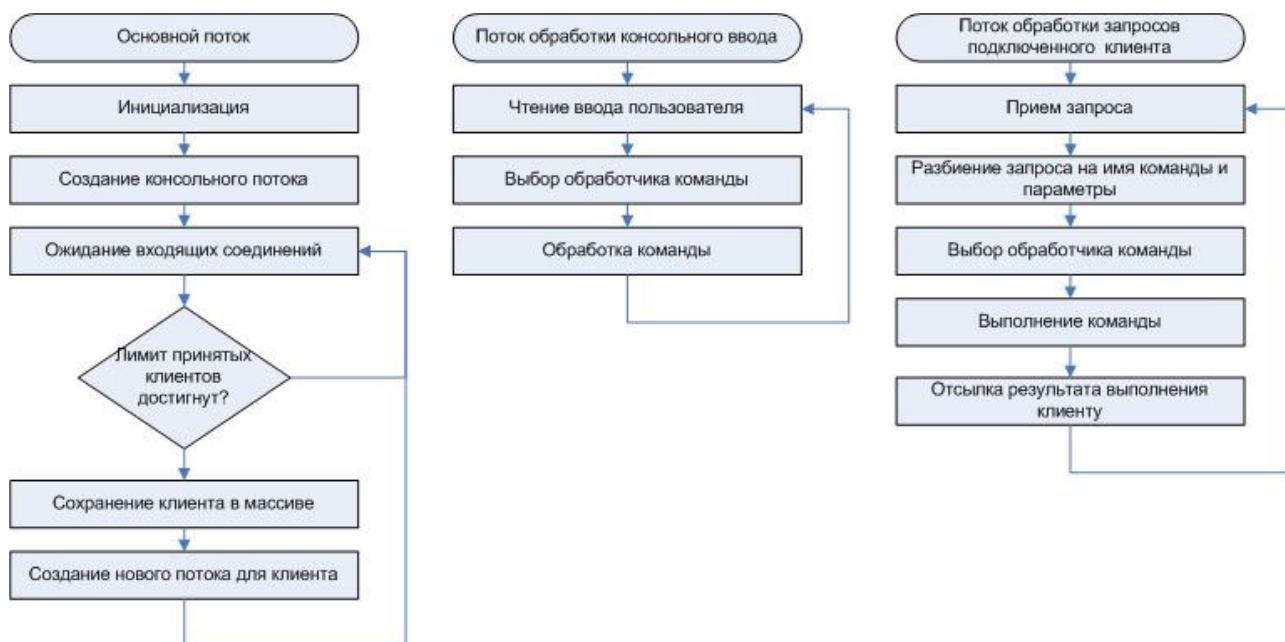 Основной поток
Инициализация
Создание консольного потока
Ожидание входящих соединений
Лимит принятых
клиентов
достигнут?
Сохранение клиента в массиве
Создание нового потока для клиента
Поток обработки консольного ввода
Чтение ввода пользователя
Выбор обработчика команды
Обработка команды
Поток обработки запросов
подключенного клиента
Прием запроса
Разбиение запроса на имя команды и
параметры
Выбор обработчика команды
Выполнение команды
Отсылка результата выполнения
клиенту